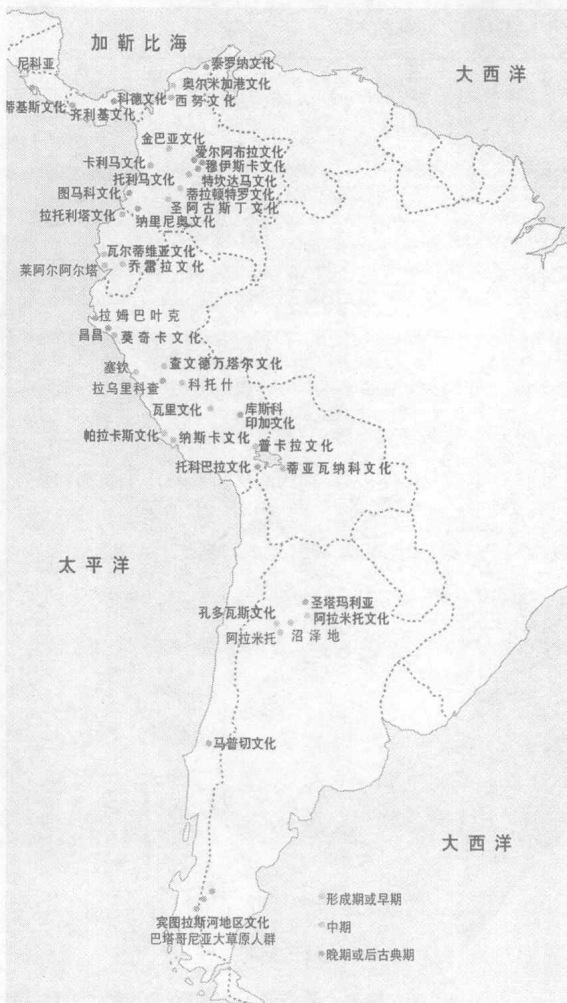 加勒比海
尼科亚
泰罗纳文化
大西洋
奥尔米加港文化
科德文化
西努文化
蒂基斯文化
齐利基文化
金巴亚文化
爱尔阿布拉文化
卡利马文化
穆伊斯卡文化
托利马文化
特坎达马文化
图马科文化
蒂拉顿特罗文化
圣阿古斯丁文化
拉托利塔文化
纳里尼奥文化
瓦尔蒂维亚文化
莱阿尔阿尔塔
乔雷拉文化
拉姆巴叶克
昌昌
莫奇卡文化
塞钦
查文德万塔尔文化
拉乌里科查
科托什
瓦里文化
库斯科
印加文化
帕拉卡斯文化
纳斯卡文化
普卡拉文化
托科巴拉文化
蒂亚瓦纳科文化
太平洋
圣塔玛利亚
孔多瓦斯文化
阿拉米托文化
阿拉米托
沼泽地
马普切文化
大西洋
形成期或早期
中期
宾图拉斯河地区文化
巴塔哥尼亚大草原人群
晚期或后古典期